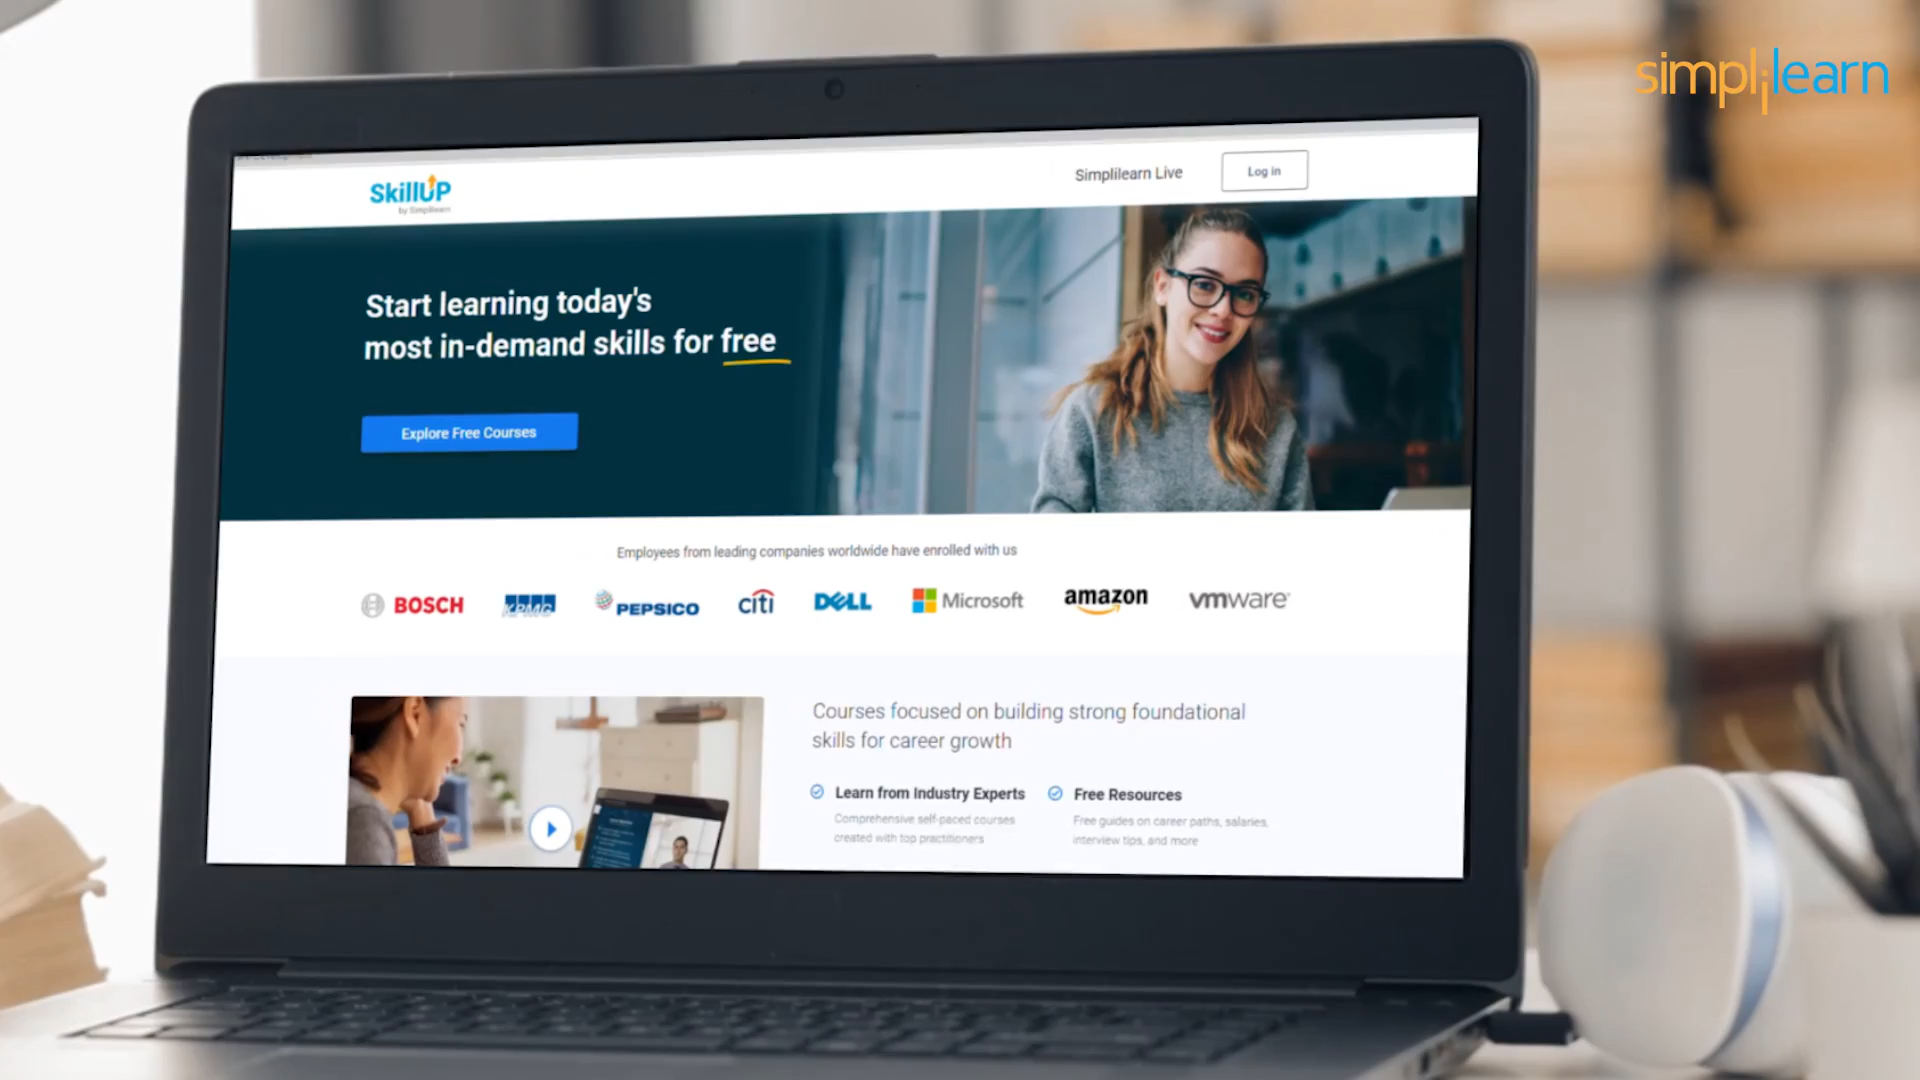 simplilearn
SkillUP
by Simplilearn
Simplilearn Live
Log in
Start learning today's
most in-demand skills for free
Explore Free Courses
Employees from leading companies worldwide have enrolled with us
BOSCH
KPMG
PEPSICO
citi
DELL
Microsoft
amazon
vmware
Courses focused on building strong foundational
skills for career growth
Learn from Industry Experts
Comprehensive self-paced courses
created with top practitioners
Free Resources
Free guides on career paths, salaries,
interview tips, and more